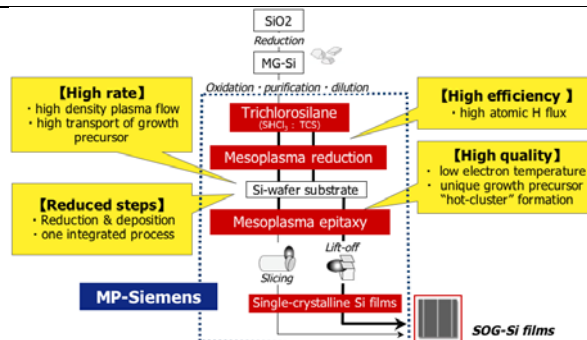 SiO2
Reduction
MG-Si
Oxidation・purification・dilution
【High rate】
・high density plasma flow
・high transport of growth
precursor
Trichlorosilane
(SiHCl3 : TCS)
【High efficiency 】
・high atomic H flux
Mesoplasma reduction
【High quality】
・low electron temperature
・unique growth precursor
"hot-cluster" formation
Si-wafer substrate
【Reduced steps】
・Reduction & deposition
・one integrated process
Mesoplasma epitaxy
Lift-off
Slicing
MP-Siemens
Single-crystalline Si films
SOG-Si films